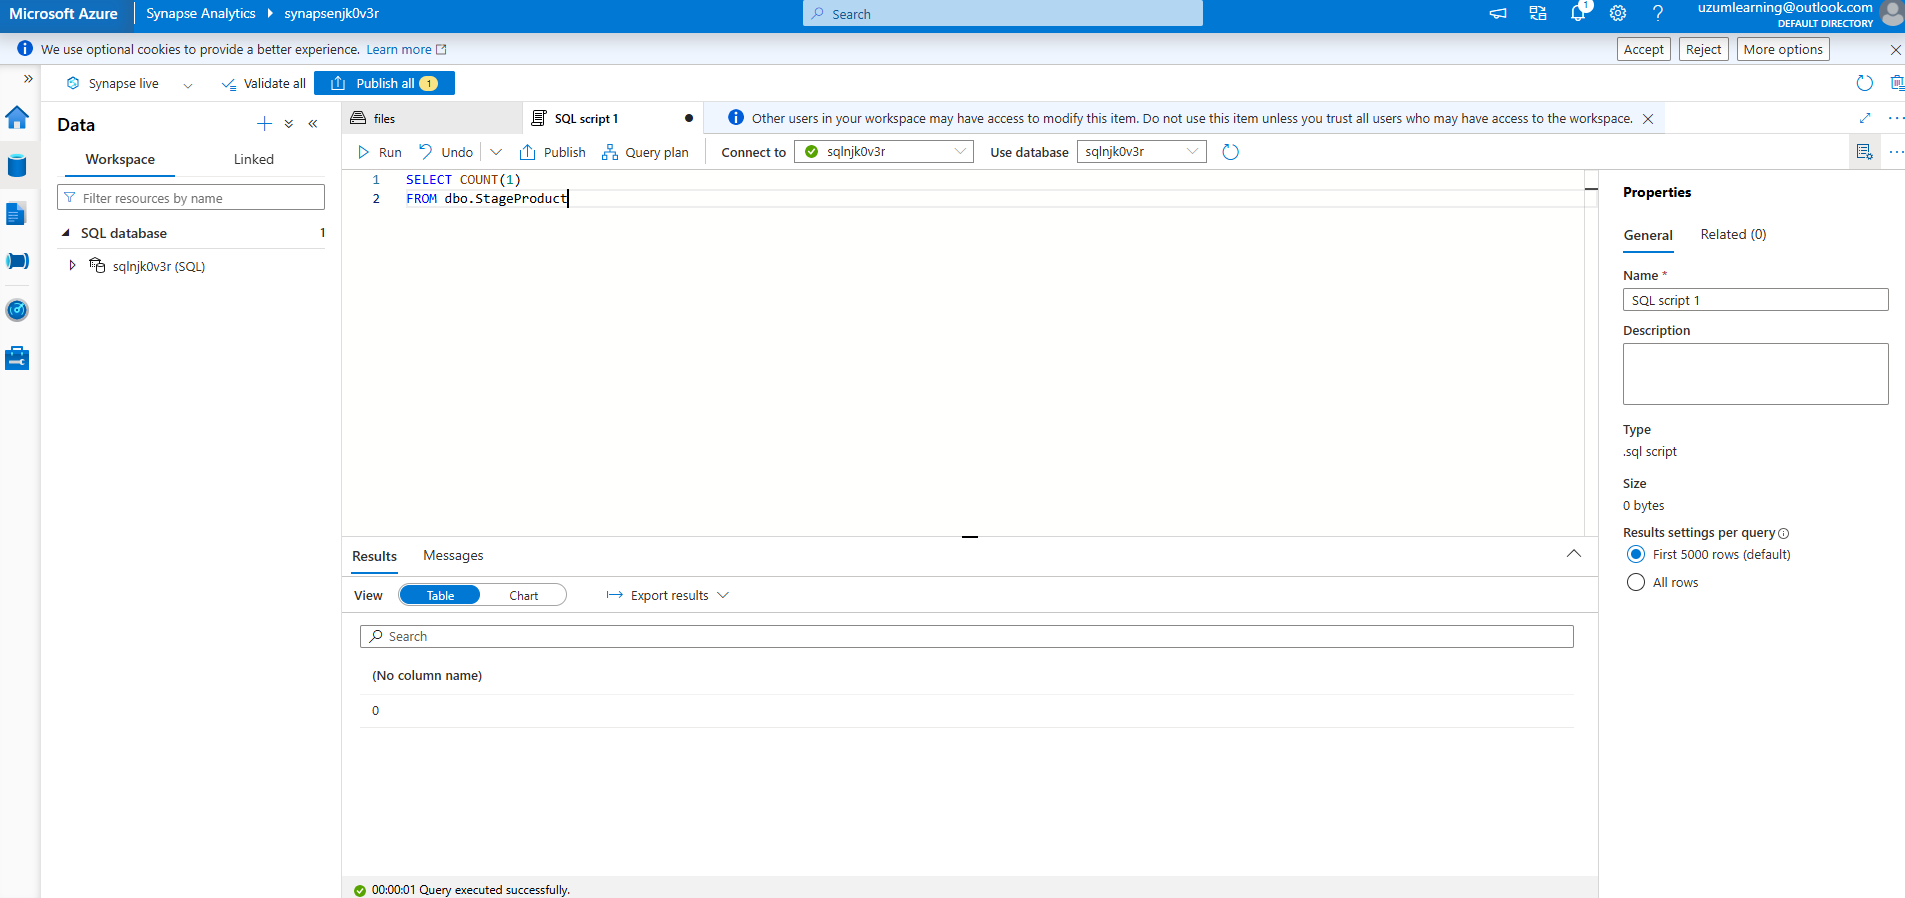 Microsoft Azure
Synapse Analytics
synapsenjk0v3r
Search
1
uzumlearning@outlook.com
DEFAULT DIRECTORY
We use optional cookies to provide a better experience. Learn more
Accept
Reject
More options
Synapse live
Validate all
Publish all 1
Data
Workspace
Linked
Filter resources by name
SQL database 1
sqlnjk0v3r (SQL)
files
SQL script 1
Other users in your workspace may have access to modify this item. Do not use this item unless you trust all users who may have access to the workspace.
Run
Undo
Publish
Query plan
Connect to
sqlnjk0v3r
Use database
sqlnjk0v3r
1 SELECT COUNT(1)
2 FROM dbo.StageProduct
Results
Messages
View
Table
Chart
Export results
Search
(No column name)
0
00:00:01 Query executed successfully.
Properties
General
Related (0)
Name *
SQL script 1
Description
Type
.sql script
Size
0 bytes
Results settings per query
First 5000 rows (default)
All rows